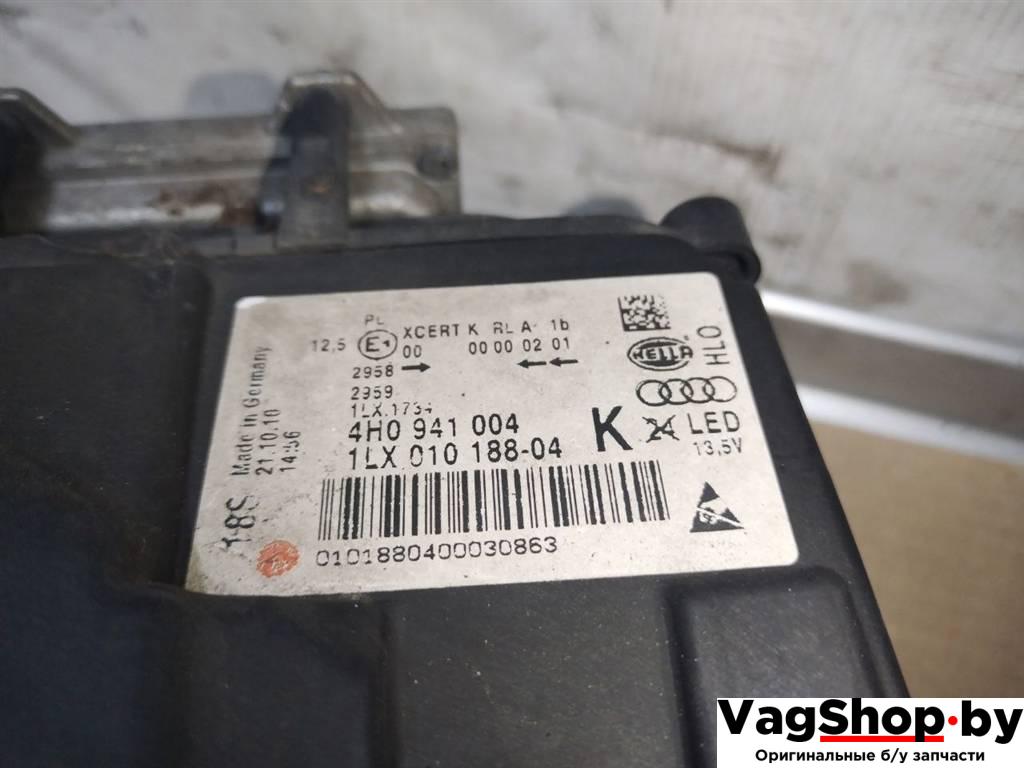 PL
12,5 E1 XCERT K RL A 1b
00 00 00 02 01
2958
2959
1LX.1734
4H0 941 004
1LX 010 188-04
K
HELLA
HLO
LED
13,5V
Made in Germany
21.10.10
14:56
0101880400030863
VagShop.by
Оригинальные б/у запчасти